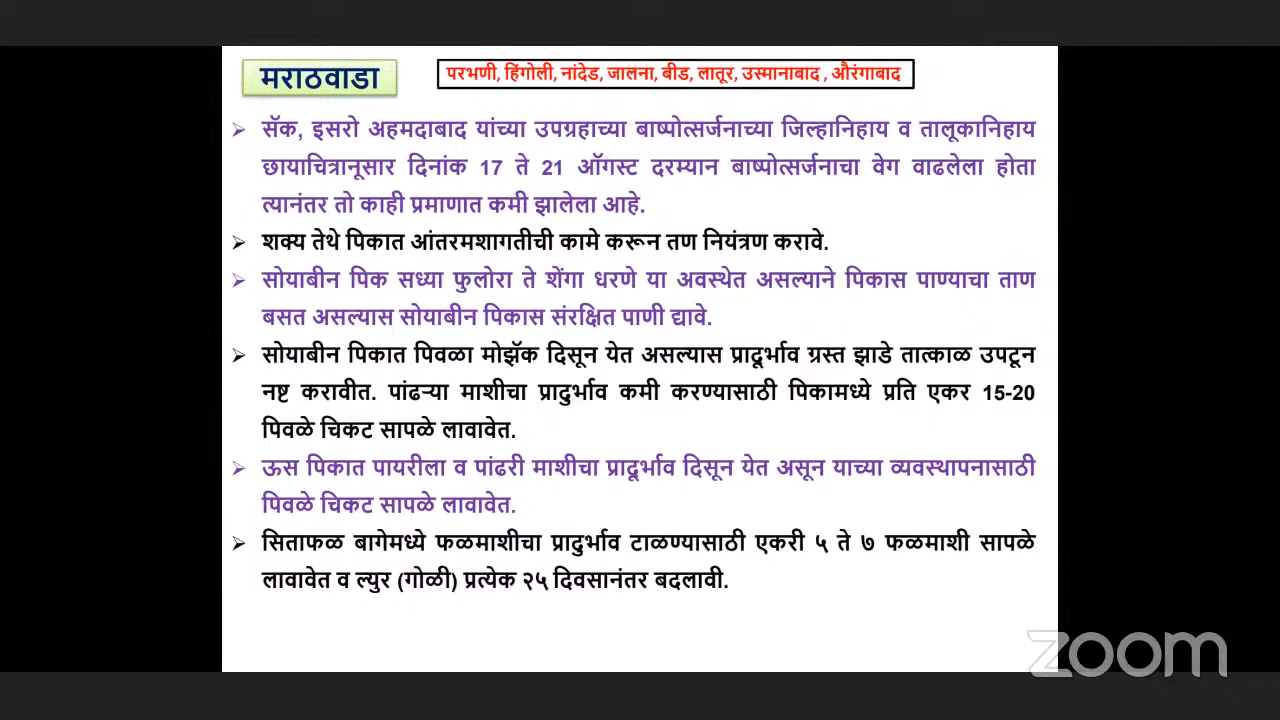 मराठवाडा
परभणी, हिंगोली, नांदेड, जालना, बीड, लातूर, उस्मानाबाद , औरंगाबाद
➢ सॅक, इसरो अहमदाबाद यांच्या उपग्रहाच्या बाष्पोत्सर्जनाच्या जिल्हानिहाय व तालूकानिहाय
छायाचित्रानूसार दिनांक 17 ते 21 ऑगस्ट दरम्यान बाष्पोत्सर्जनाचा वेग वाढलेला होता
त्यानंतर तो काही प्रमाणात कमी झालेला आहे.
➢ शक्य तेथे पिकात आंतरमशागतीची कामे करून तण नियंत्रण करावे.
➢ सोयाबीन पिक सध्या फुलोरा ते शेंगा धरणे या अवस्थेत असल्याने पिकास पाण्याचा ताण
बसत असल्यास सोयाबीन पिकास संरक्षित पाणी द्यावे.
➢ सोयाबीन पिकात पिवळा मोझॅक दिसून येत असल्यास प्रादूर्भाव ग्रस्त झाडे तात्काळ उपटून
नष्ट करावीत. पांढऱ्या माशीचा प्रादुर्भाव कमी करण्यासाठी पिकामध्ये प्रति एकर 15-20
पिवळे चिकट सापळे लावावेत.
➢ ऊस पिकात पायरीला व पांढरी माशीचा प्रादूर्भाव दिसून येत असून याच्या व्यवस्थापनासाठी
पिवळे चिकट सापळे लावावेत.
➢ सिताफळ बागेमध्ये फळमाशीचा प्रादुर्भाव टाळण्यासाठी एकरी ५ ते ७ फळमाशी सापळे
लावावेत व ल्युर (गोळी) प्रत्येक २५ दिवसानंतर बदलावी.
zoom